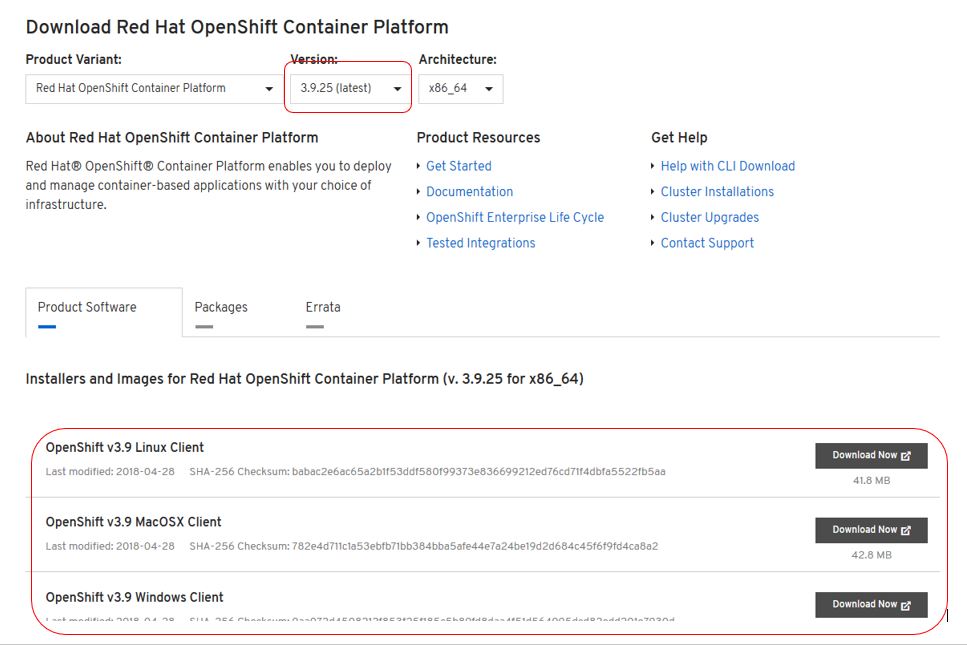 Download Red Hat OpenShift Container Platform
Product Variant: Version: Architecture:
Red Hat OpenShift Container Platform 3.9.25 (latest) x86_64
About Red Hat OpenShift Container Platform Product Resources Get Help
Red Hat® OpenShift® Container Platform enables you to deploy Get Started Help with CLI Download
and manage container-based applications with your choice of Documentation Cluster Installations
infrastructure. OpenShift Enterprise Life Cycle Cluster Upgrades
Tested Integrations Contact Support
Product Software Packages Errata
Installers and Images for Red Hat OpenShift Container Platform (v. 3.9.25 for x86_64)
OpenShift v3.9 Linux Client Download Now
Last modified: 2018-04-28 SHA-256 Checksum: babac2e6ac65a2b1f53ddf580f99373e836699212ed76cd71f4dbfa5522fb5aa 41.8 MB
OpenShift v3.9 MacOSX Client Download Now
Last modified: 2018-04-28 SHA-256 Checksum: 782e4d711c1a53ebfb71bb384bba5afe44e7a24be19d2d684c45f6f9fd4ca8a2 42.8 MB
OpenShift v3.9 Windows Client Download Now
Last modified: 2018-04-28 SHA-256 Checksum: